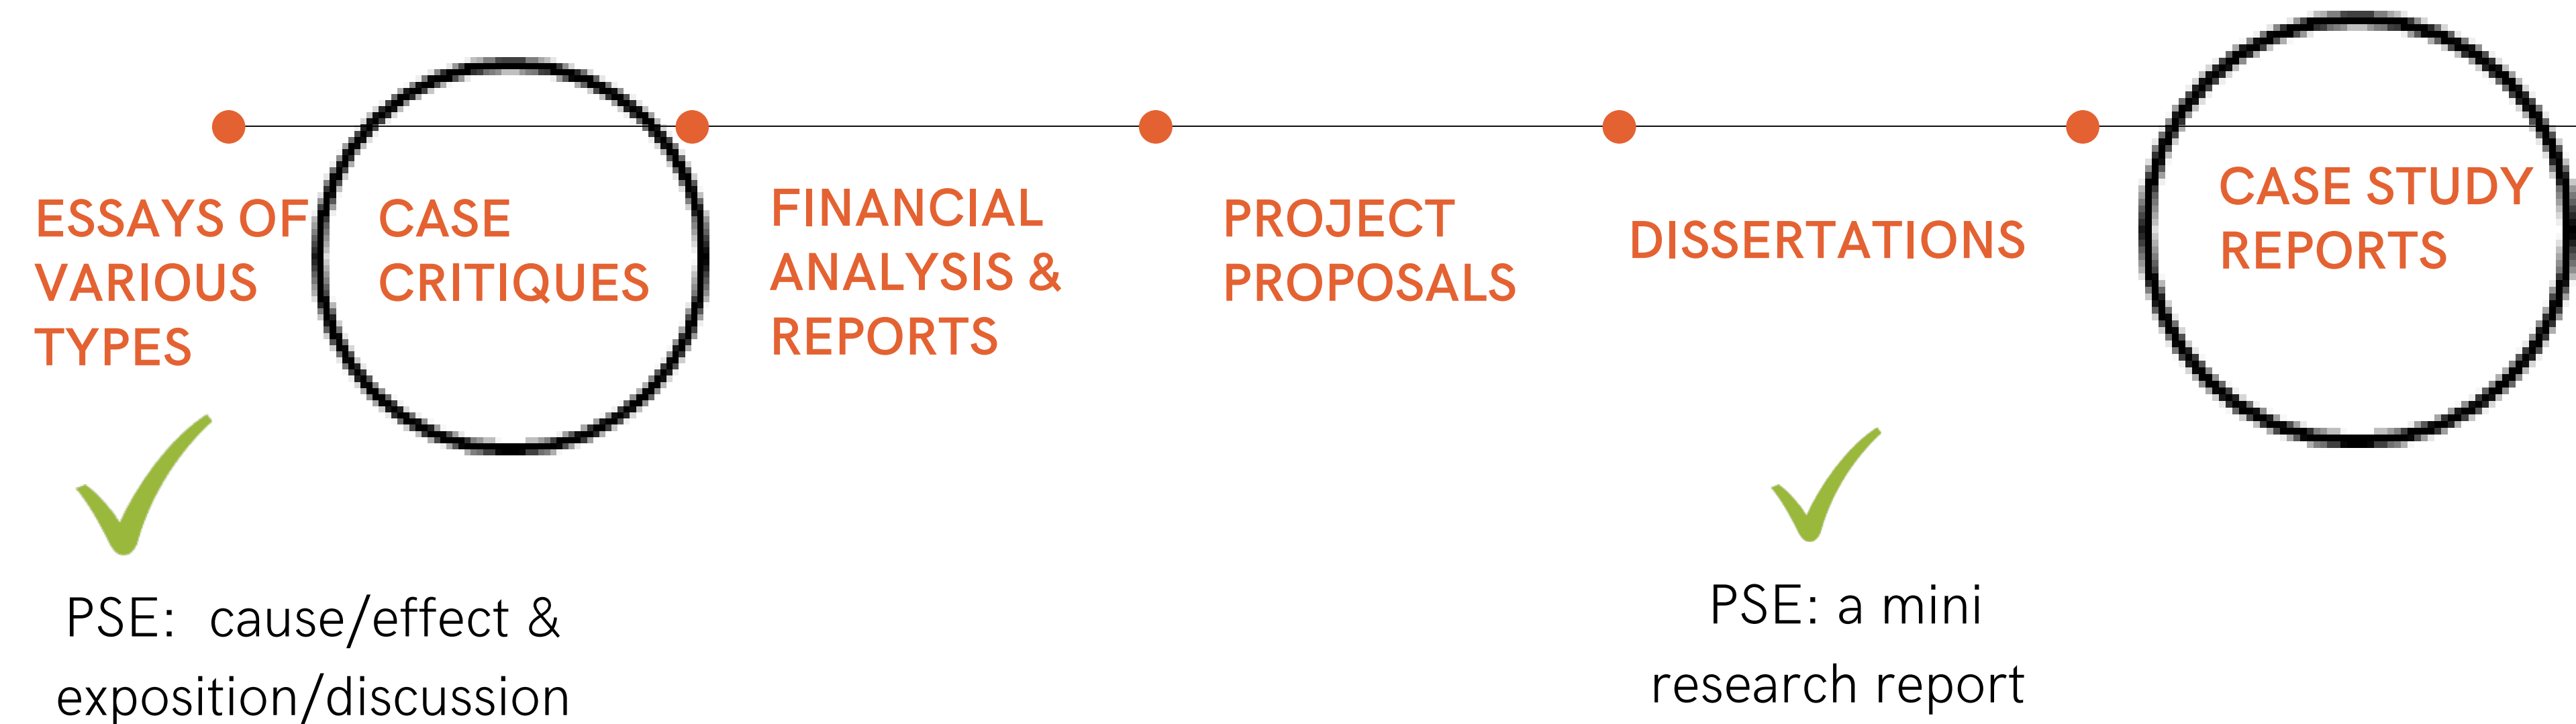 ESSAYS OF
VARIOUS
TYPES
CASE
CRITIQUES
FINANCIAL
ANALYSIS &
REPORTS
PROJECT
PROPOSALS
DISSERTATIONS
CASE STUDY
REPORTS
PSE: cause/effect &
exposition/discussion
PSE: a mini
research report